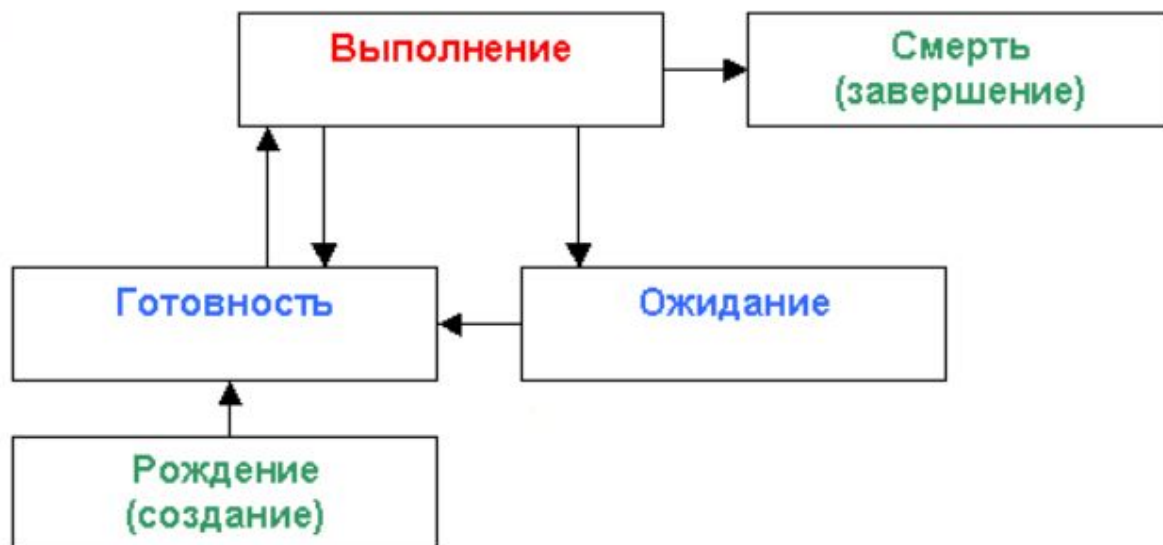 Выполнение
Смерть
(завершение)
Готовность
Ожидание
Рождение
(создание)